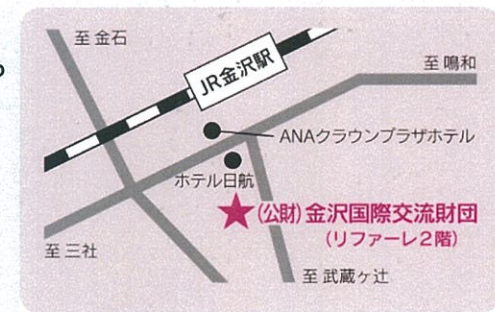 至 金石
JR金沢駅
至 鳴和
ANAクラウンプラザホテル
ホテル日航
★(公財)金沢国際交流財団
(リファーレ2階)
至 三社
至 武蔵ヶ辻